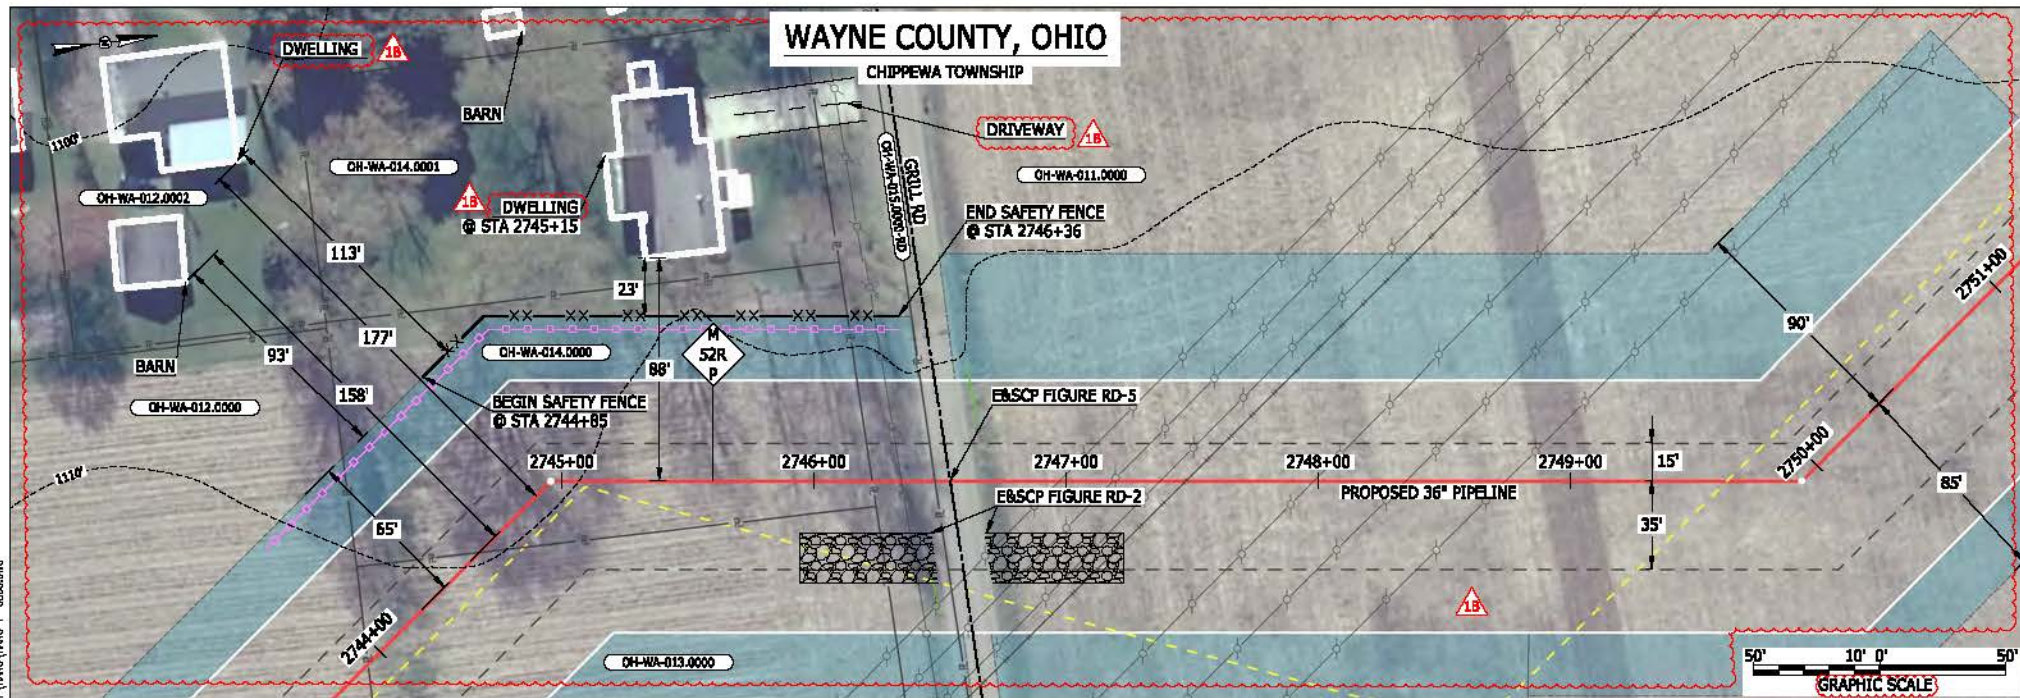 WAYNE COUNTY, OHIO
CHIPPEWA TOWNSHIP
DWELLING
1B
BARN
DRIVEWAY
1B
1100'
OH-WA-014.0001
OH-WA-011.0000
OH-WA-012.0002
1B
DWELLING
@ STA 2745+15
GRILL RD
OH-WA-015.0000-RD
END SAFETY FENCE
@ STA 2746+36
113'
23'
2751+00
177'
90'
93'
OH-WA-014.0000
M
52R
P
88'
BARN
158'
OH-WA-012.0000
BEGIN SAFETY FENCE
@ STA 2744+85
E&SCP FIGURE RD-5
1110'
2745+00
2746+00
2747+00
2748+00
2749+00
15'
2750+00
85'
PROPOSED 36" PIPELINE
E&SCP FIGURE RD-2
65'
35'
1B
2744+00
OH-WA-013.0000
50'
10'
0'
50'
GRAPHIC SCALE